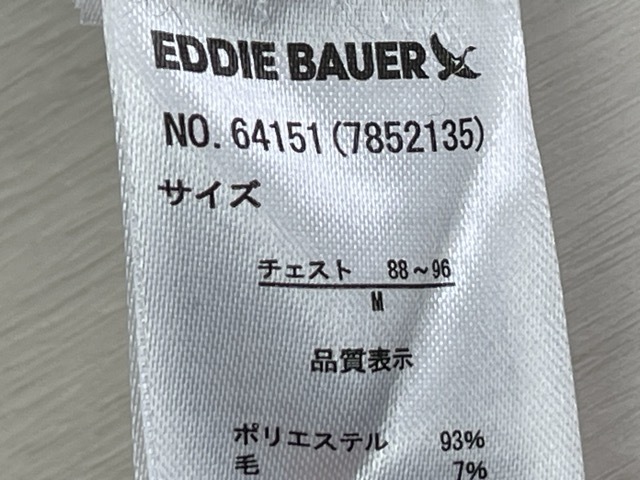 EDDIE BAUER
NO. 64151(7852135)
サイズ
チェスト 88～96
M
品質表示
ポリエステル 93%
毛 7%